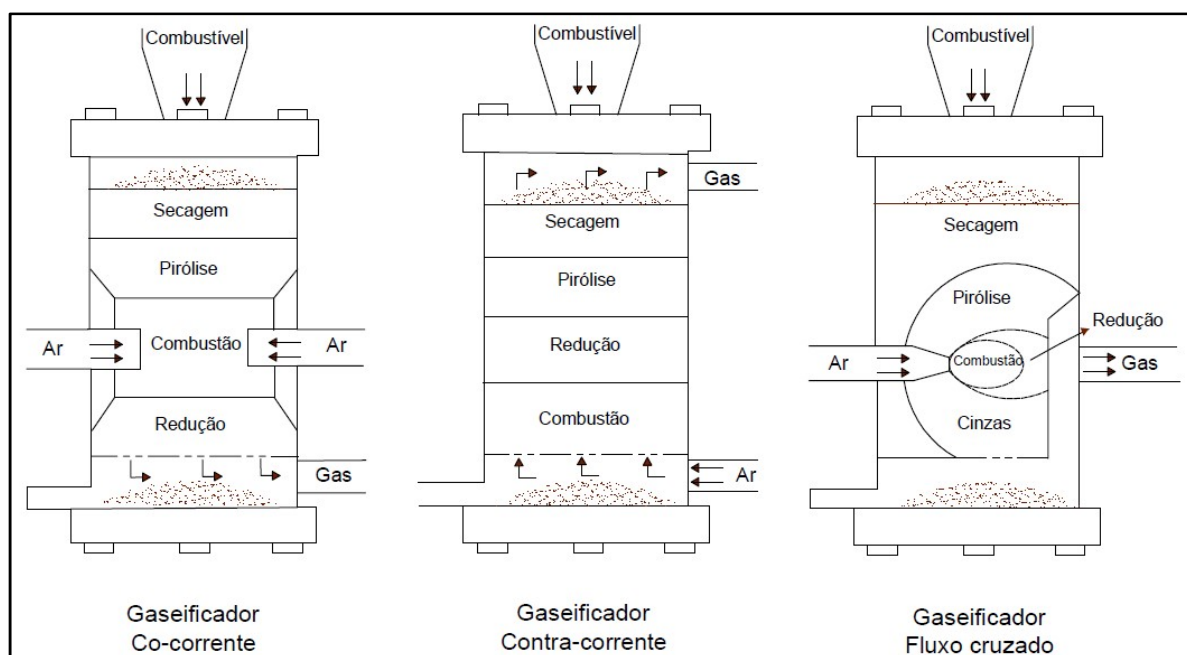 Combustível
Secagem
Pirólise
Ar
Combustão
Ar
Redução
Gas
Gaseificador
Co-corrente
Combustível
Gas
Secagem
Pirólise
Redução
Combustão
Ar
Gaseificador
Contra-corrente
Combustível
Secagem
Pirólise
Redução
Ar
Combustão
Gas
Cinzas
Gaseificador
Fluxo cruzado